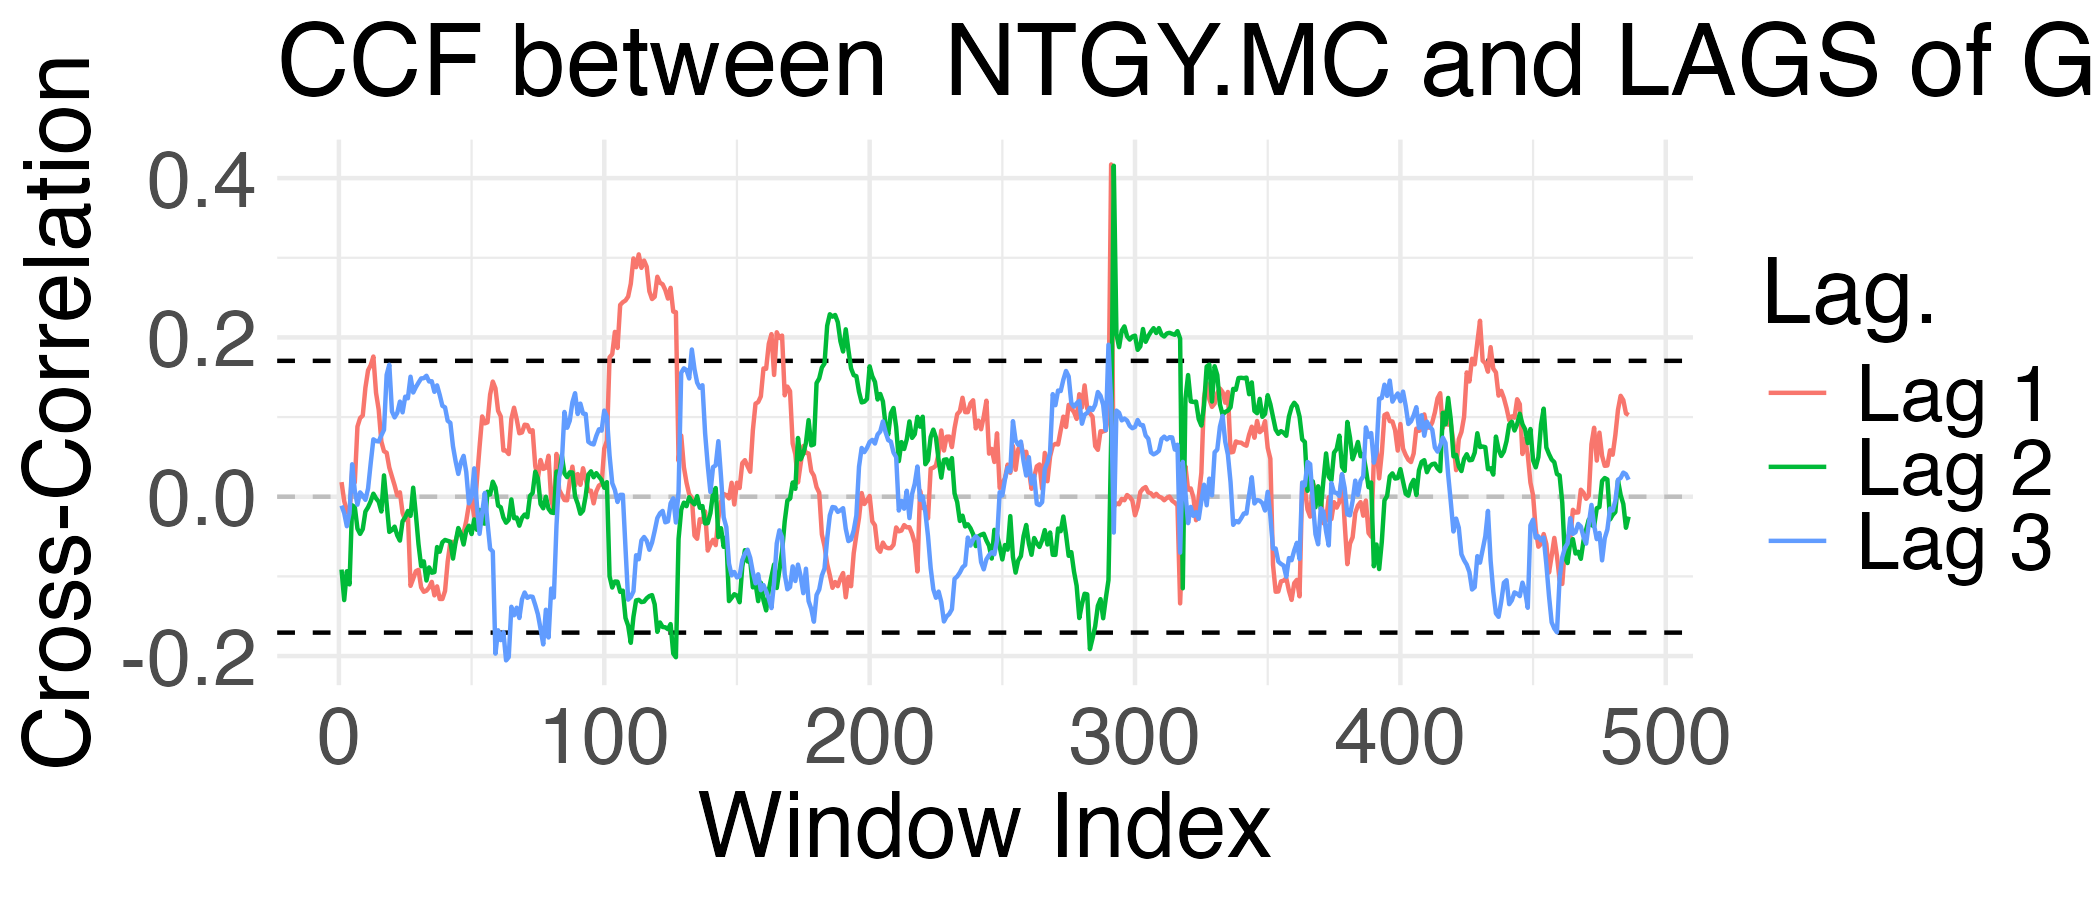 CCF between  NTGY.MC and LAGS of G
Cross-Correlation
0.4
0.2
0.0
-0.2
0
100
200
300
400
500
Window Index
Lag.
Lag 1
Lag 2
Lag 3